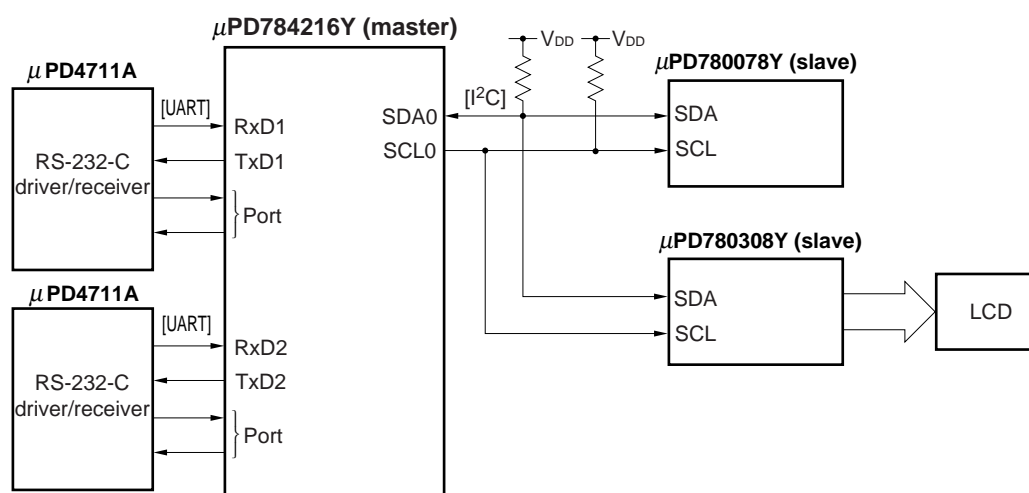 μPD784216Y (master)
μPD4711A
[UART]
RS-232-C
driver/receiver
RxD1
TxD1
Port
μPD4711A
[UART]
RS-232-C
driver/receiver
RxD2
TxD2
Port
SDA0
SCL0
[I²C]
VDD
VDD
μPD780078Y (slave)
SDA
SCL
μPD780308Y (slave)
SDA
SCL
LCD